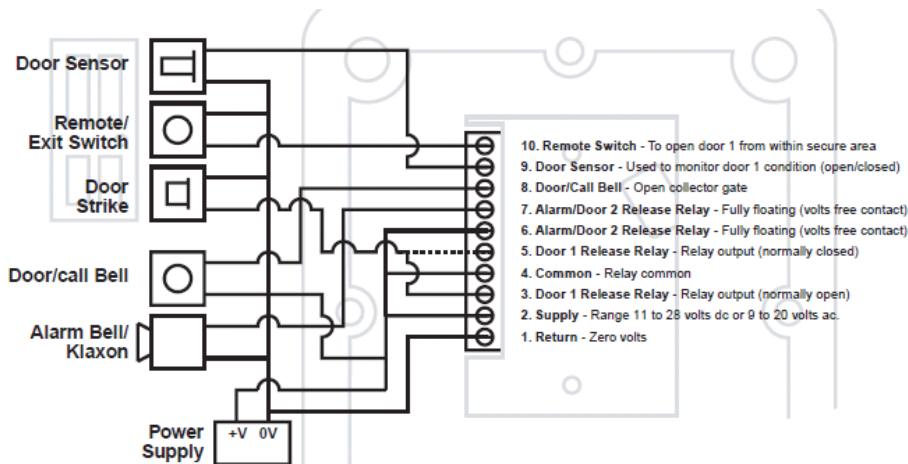 Door Sensor
Remote/
Exit Switch
Door
Strike
Door/call Bell
Alarm Bell/
Klaxon
Power
Supply
+V 0V
10. Remote Switch - To open door 1 from within secure area
9. Door Sensor - Used to monitor door 1 condition (open/closed)
8. Door/Call Bell - Open collector gate
7. Alarm/Door 2 Release Relay - Fully floating (volts free contact)
6. Alarm/Door 2 Release Relay - Fully floating (volts free contact)
5. Door 1 Release Relay - Relay output (normally closed)
4. Common - Relay common
3. Door 1 Release Relay - Relay output (normally open)
2. Supply - Range 11 to 28 volts dc or 9 to 20 volts ac.
1. Return - Zero volts